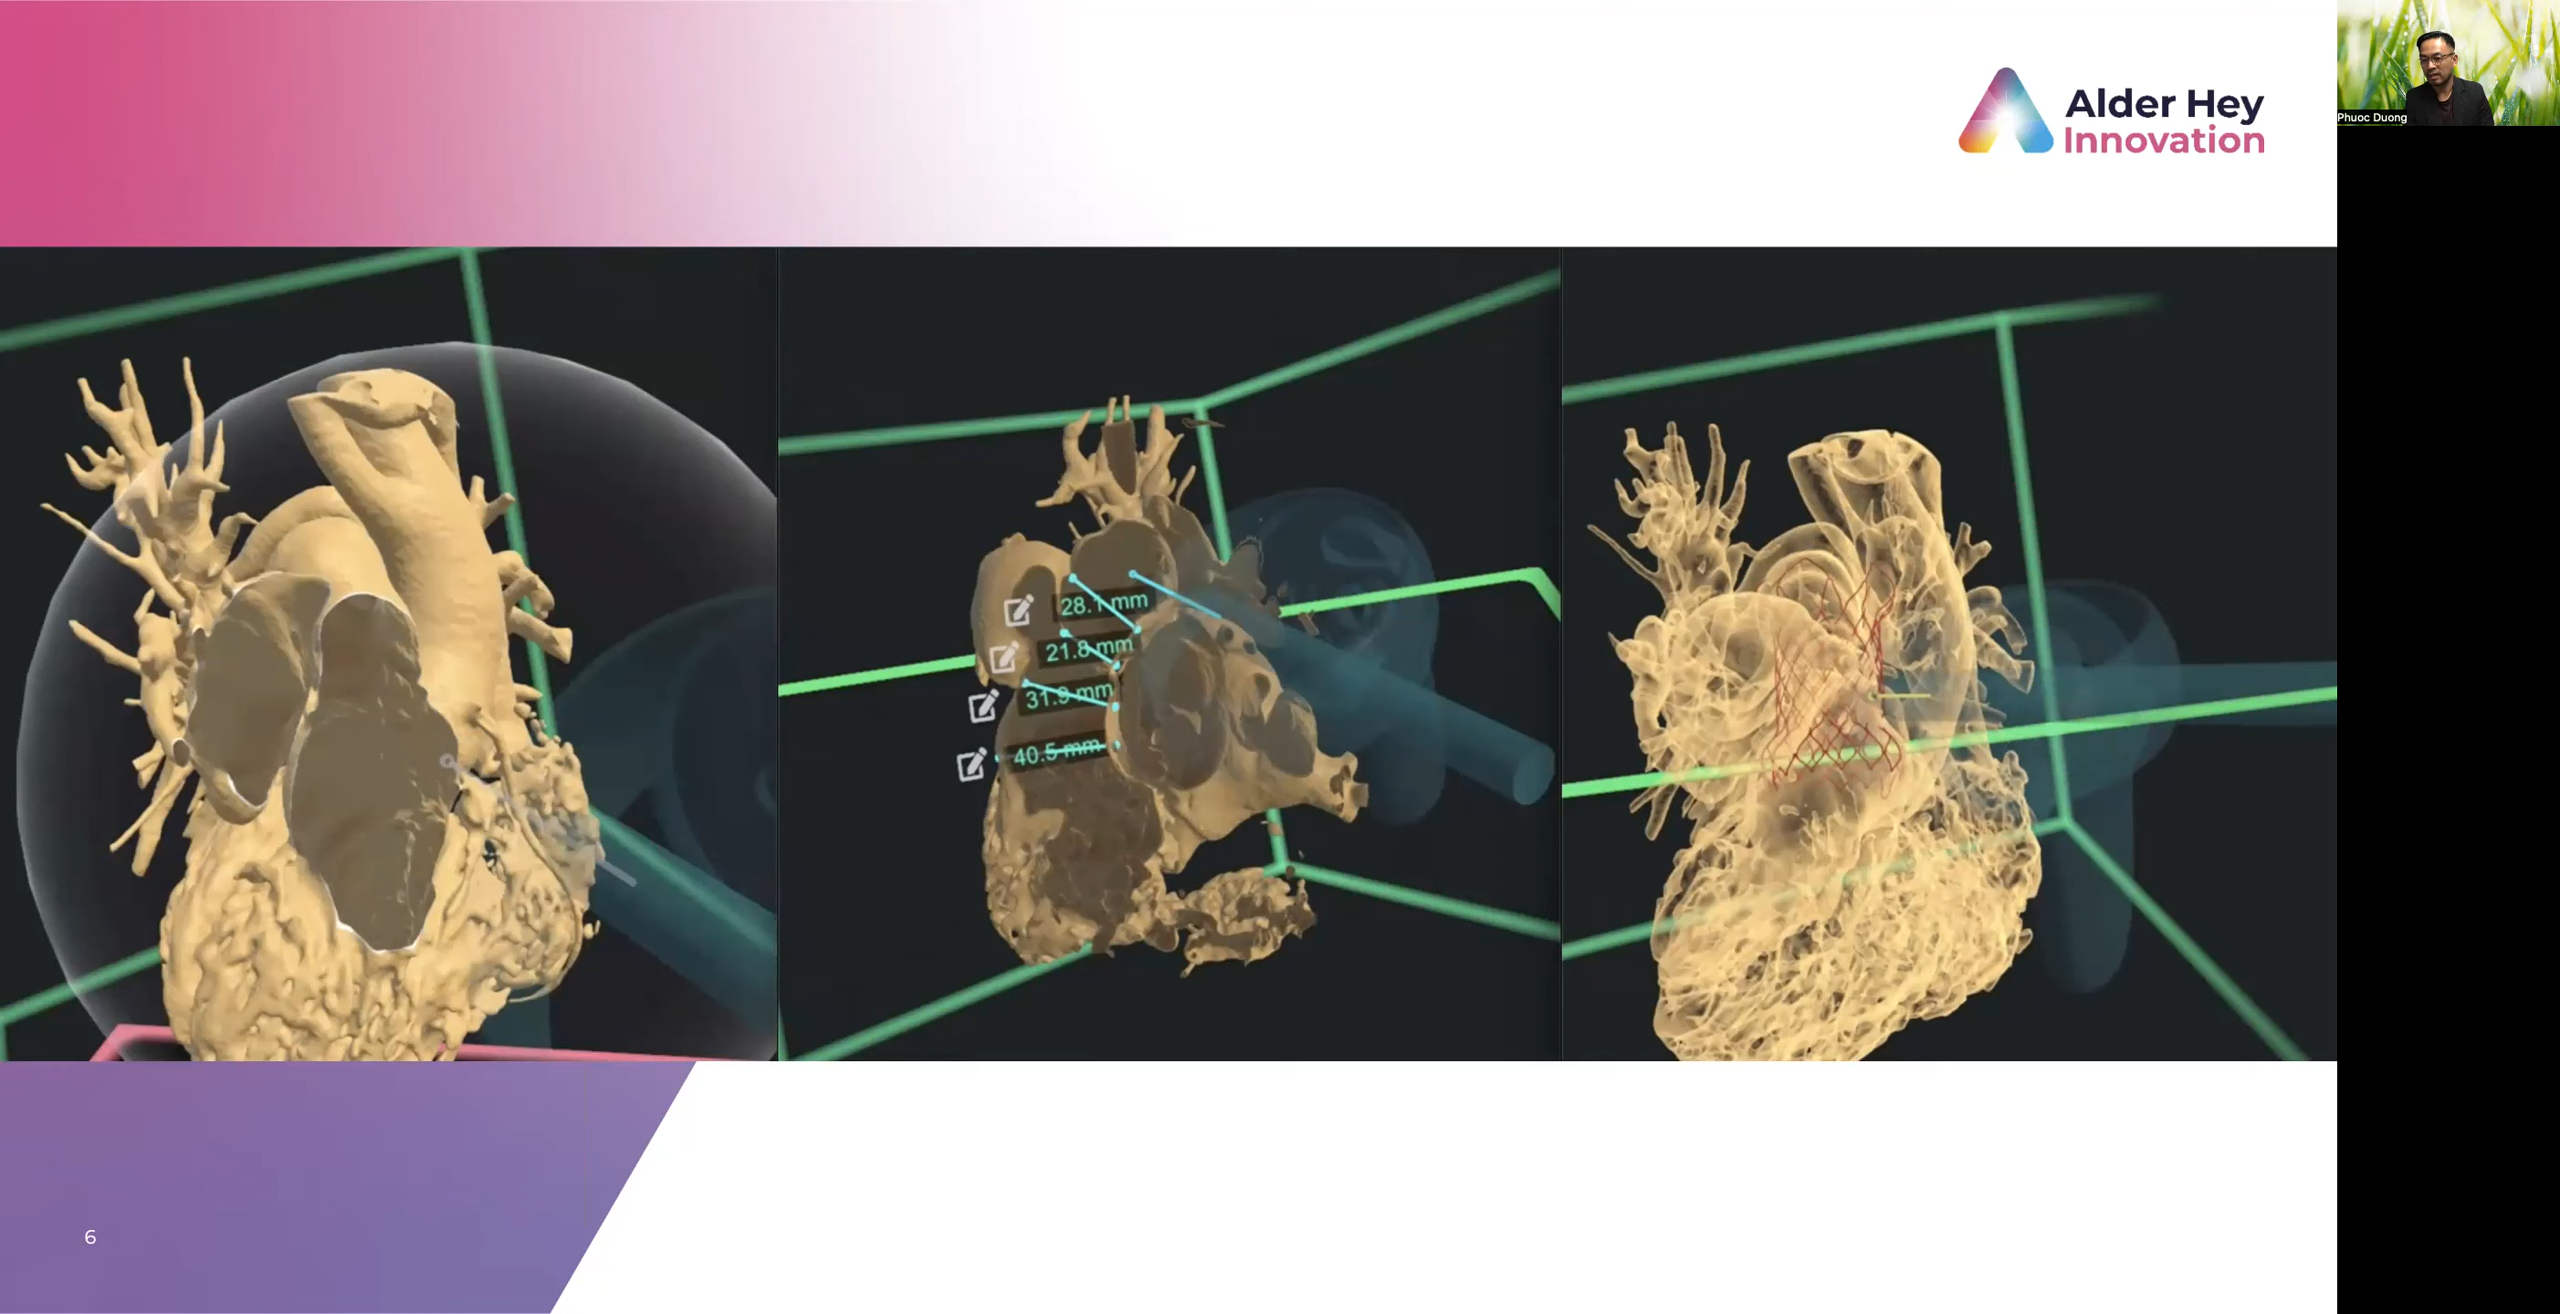 Alder Hey
Innovation
Phuoc Duong
28.1 mm
21.8 mm
31.9 mm
40.5 mm
6